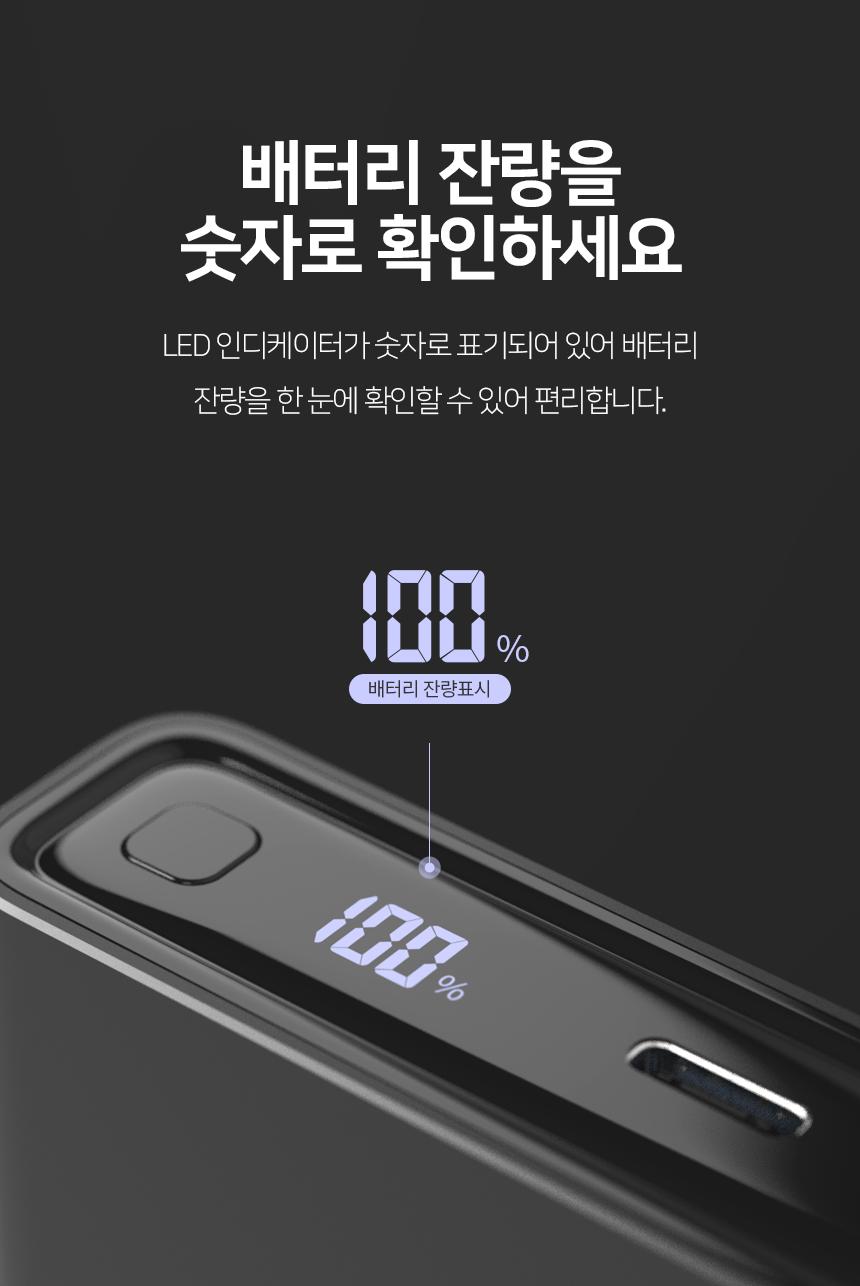 배터리 잔량을
숫자로 확인하세요
LED 인디케이터가 숫자로 표기되어 있어 배터리
잔량을 한 눈에 확인할 수 있어 편리합니다.
100 %
배터리 잔량표시
100 %